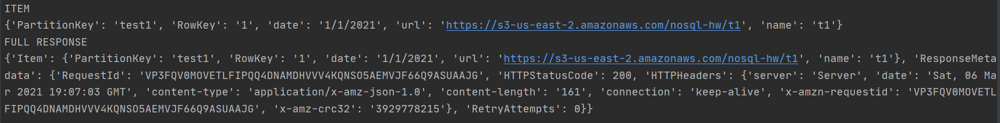 ITEM
{'PartitionKey': 'test1', 'RowKey': '1', 'date': '1/1/2021', 'url': 'https://s3-us-east-2.amazonaws.com/nosql-hw/t1', 'name': 't1'}
FULL RESPONSE
{'Item': {'PartitionKey': 'test1', 'RowKey': '1', 'date': '1/1/2021', 'url': 'https://s3-us-east-2.amazonaws.com/nosql-hw/t1', 'name': 't1'}, 'ResponseMeta
data': {'RequestId': 'VP3FQV0MOVETLFIPQQ4DNAMDHVVV4KQNSO5AEMVJF66Q9ASUAAJG', 'HTTPStatusCode': 200, 'HTTPHeaders': {'server': 'Server', 'date': 'Sat, 06 Ma
r 2021 19:07:03 GMT', 'content-type': 'application/x-amz-json-1.0', 'content-length': '161', 'connection': 'keep-alive', 'x-amzn-requestid': 'VP3FQV0MOVETL
FIPQQ4DNAMDHVVV4KQNSO5AEMVJF66Q9ASUAAJG', 'x-amz-crc32': '3929778215'}, 'RetryAttempts': 0}}